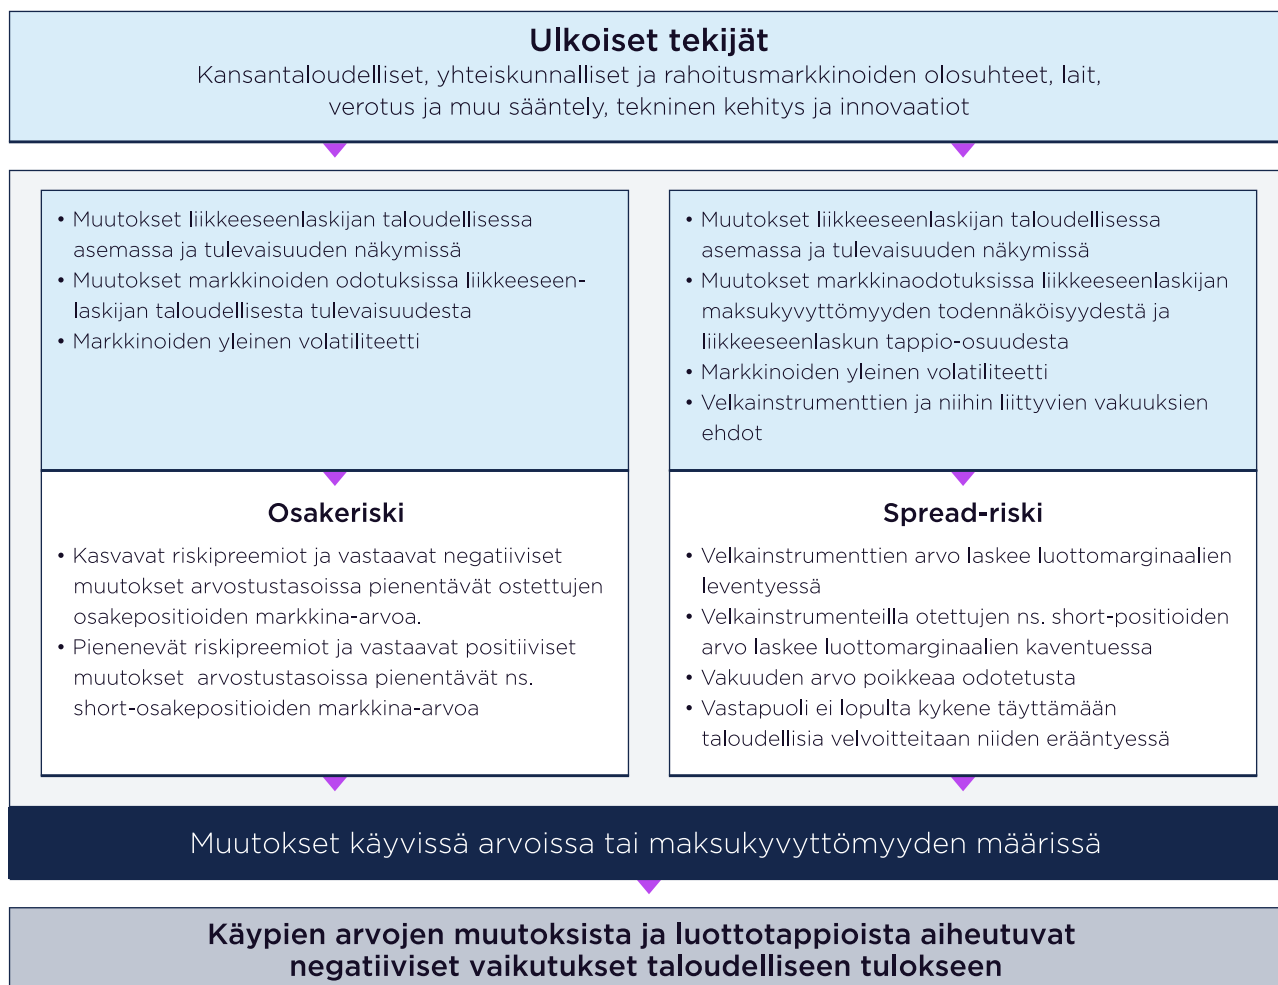 Ulkoiset tekijät
Kansantaloudelliset, yhteiskunnalliset ja rahoitusmarkkinoiden olosuhteet, lait,
verotus ja muu sääntely, tekninen kehitys ja innovaatiot
• Muutokset liikkeeseenlaskijan taloudellisessa
asemassa ja tulevaisuuden näkymissä
• Muutokset markkinoiden odotuksissa liikkeeseen-
laskijan taloudellisesta tulevaisuudesta
• Markkinoiden yleinen volatiliteetti
Osakeriski
• Kasvavat riskipreemiot ja vastaavat negatiiviset
muutokset arvostustasoissa pienentävät ostettujen
osakepositioiden markkina-arvoa.
• Pienenevät riskipreemiot ja vastaavat positiiviset
muutokset arvostustasoissa pienentävät ns.
short-osakepositioiden markkina-arvoa
• Muutokset liikkeeseenlaskijan taloudellisessa
asemassa ja tulevaisuuden näkymissä
• Muutokset markkinaodotuksissa liikkeeseenlaskijan
maksukyvyttömyyden todennäköisyydestä ja
liikkeeseenlaskun tappio-osuudesta
• Markkinoiden yleinen volatiliteetti
• Velkainstrumenttien ja niihin liittyvien vakuuksien
ehdot
Spread-riski
• Velkainstrumenttien arvo laskee luottomarginaalien
leventyessä
• Velkainstrumenteilla otettujen ns. short-positioiden
arvo laskee luottomarginaalien kaventuessa
• Vakuuden arvo poikkeaa odotetusta
• Vastapuoli ei lopulta kykene täyttämään
taloudellisia velvoitteitaan niiden erääntyessä
Muutokset käyvissä arvoissa tai maksukyvyttömyyden määrissä
Käypien arvojen muutoksista ja luottotappioista aiheutuvat
negatiiviset vaikutukset taloudelliseen tulokseen